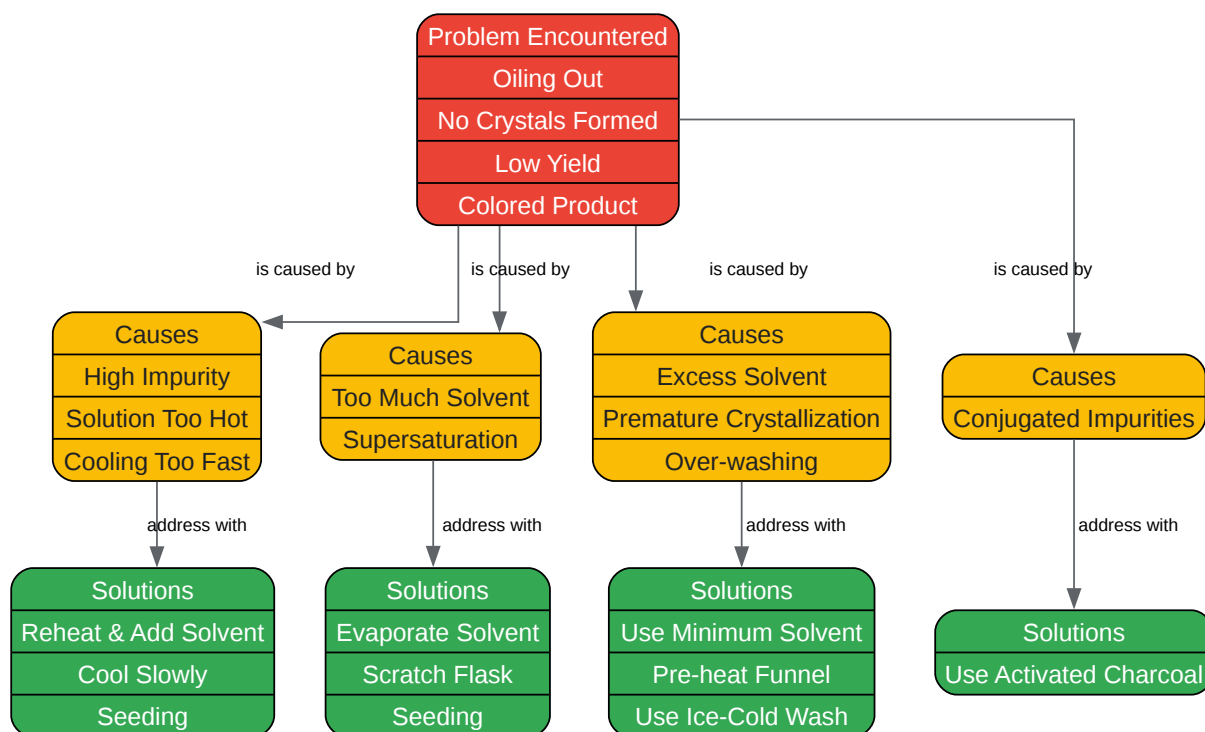 Problem Encountered
Oiling Out
No Crystals Formed
Low Yield
Colored Product
is caused by
is caused by
is caused by
is caused by
Causes
High Impurity
Solution Too Hot
Cooling Too Fast
Causes
Too Much Solvent
Supersaturation
Causes
Excess Solvent
Premature Crystallization
Over-washing
Causes
Conjugated Impurities
address with
address with
address with
address with
Solutions
Reheat & Add Solvent
Cool Slowly
Seeding
Solutions
Evaporate Solvent
Scratch Flask
Seeding
Solutions
Use Minimum Solvent
Pre-heat Funnel
Use Ice-Cold Wash
Solutions
Use Activated Charcoal